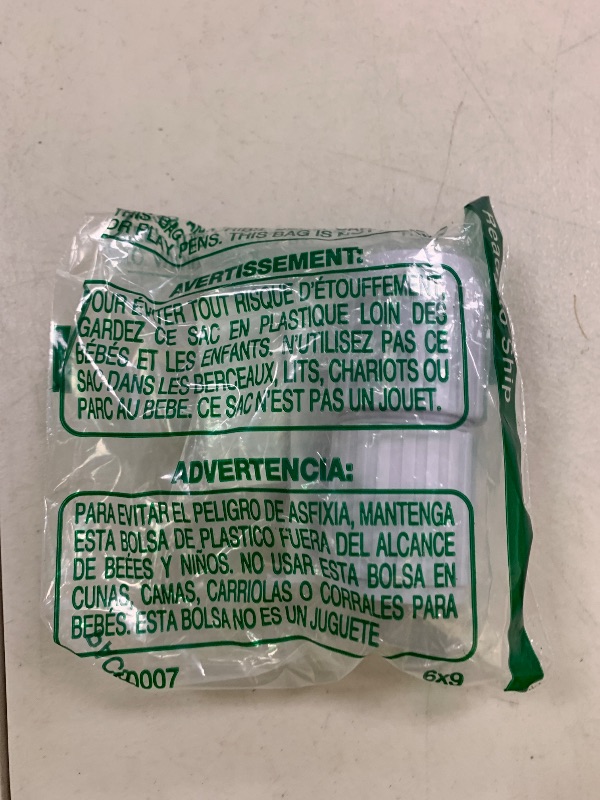 OR PLAY PENS. THIS BAG IS
AVERTISSEMENT:
POUR ÉVITER TOUT RISQUE D'ÉTOUFFEMENT,
GARDEZ CE SAC EN PLASTIQUE LOIN DES
BÉBÉS ET LES ENFANTS. N'UTILISEZ PAS CE
SAC DANS LES BERCEAUX, LITS, CHARIOTS OU
PARC AU BEBE. CE SAC N'EST PAS UN JOUET.
ADVERTENCIA:
PARA EVITAR EL PELIGRO DE ASFIXIA, MANTENGA
ESTA BOLSA DE PLASTICO FUERA DEL ALCANCE
DE BEÉES Y NIÑOS. NO USAR ESTA BOLSA EN
CUNAS, CAMAS, CARRIOLAS O CORRALES PARA
BEBÉS. ESTA BOLSA NO ES UN JUGUETE
0007
6x9
Ship